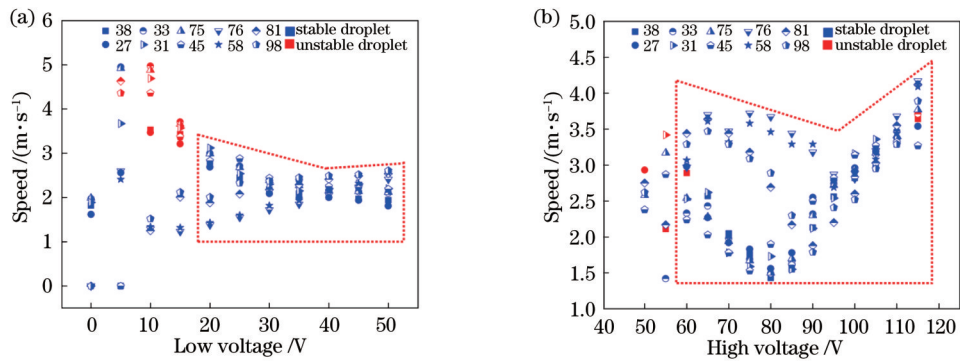 (a)
38 33 75 76 81 stable droplet
27 31 45 58 98 unstable droplet
6
5
4
3
2
1
0
Speed /(m·s⁻¹)
0 10 20 30 40 50
Low voltage /V
(b)
38 33 75 76 81 stable droplet
27 31 45 58 98 unstable droplet
5.0
4.5
4.0
3.5
3.0
2.5
2.0
1.5
1.0
Speed /(m·s⁻¹)
40 50 60 70 80 90 100 110 120
High voltage /V